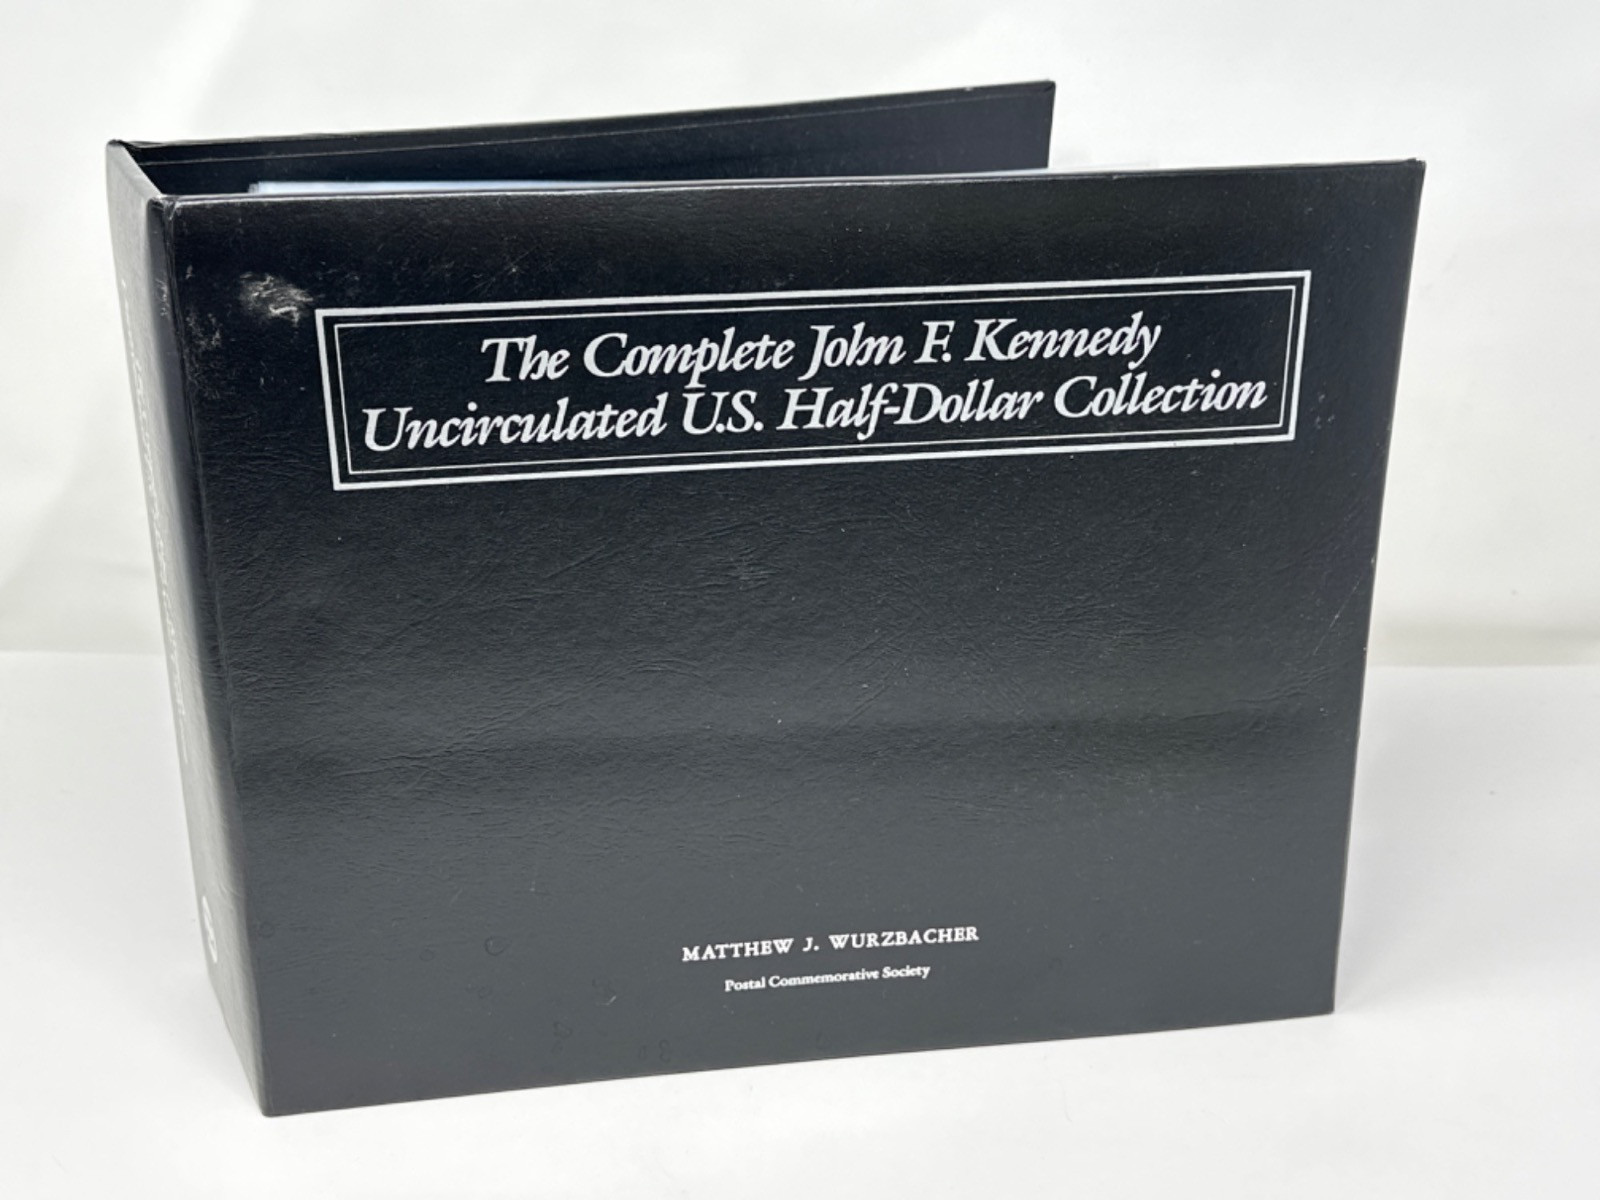 The Complete John F. Kennedy
Uncirculated U.S. Half-Dollar Collection
MATTHEW J. WURZBACHER
Postal Commemorative Society